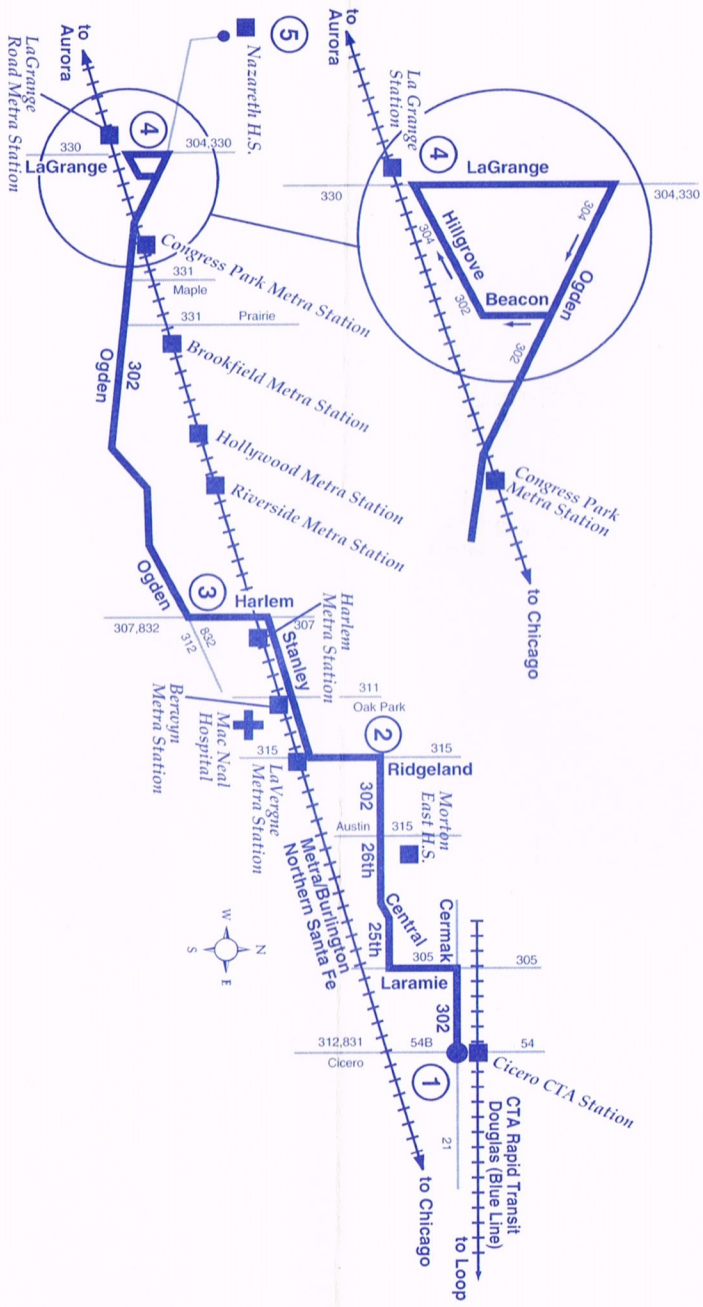 to
Aurora
La Grange
Station
4
LaGrange
330
304,330
304
Ogden
Hillgrove
304
302
Beacon
302
Congress Park
Metra Station
to Chicago
5
Nazareth H.S.
to
Aurora
LaGrange
Road Metra Station
330
4
304,330
LaGrange
Congress Park Metra Station
331
Maple
331
Prairie
Brookfield Metra Station
302
Ogden
Hollywood Metra Station
Riverside Metra Station
Ogden
3
Harlem
307,832
832
312
307
Harlem
Metra Station
Stanley
311
Oak Park
Berwyn
Metra Station
Mac Neal
Hospital
2
315
315
Ridgeland
LaVergne
Metra Station
302
26th
Austin
315
Morton
East H.S.
Metra/Burlington
Northern Santa Fe
Central
25th
Cermak
305
305
Laramie
302
N
W
E
S
312,831
Cicero
54B
54
1
Cicero CTA Station
21
to Chicago
CTA Rapid Transit
Douglas (Blue Line)
to Loop